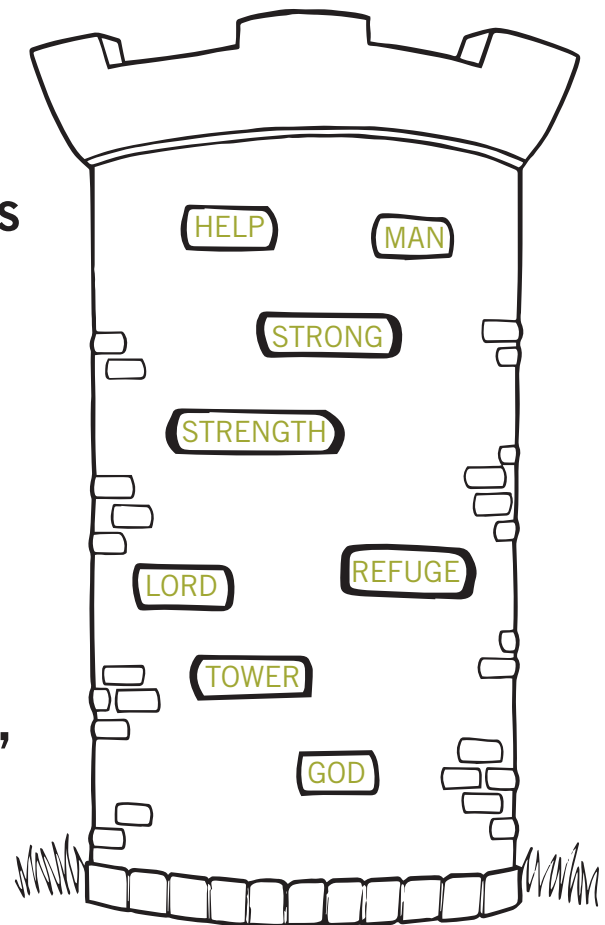 s
HELP
MAN
STRONG
STRENGTH
REFUGE
LORD
TOWER
,
GOD